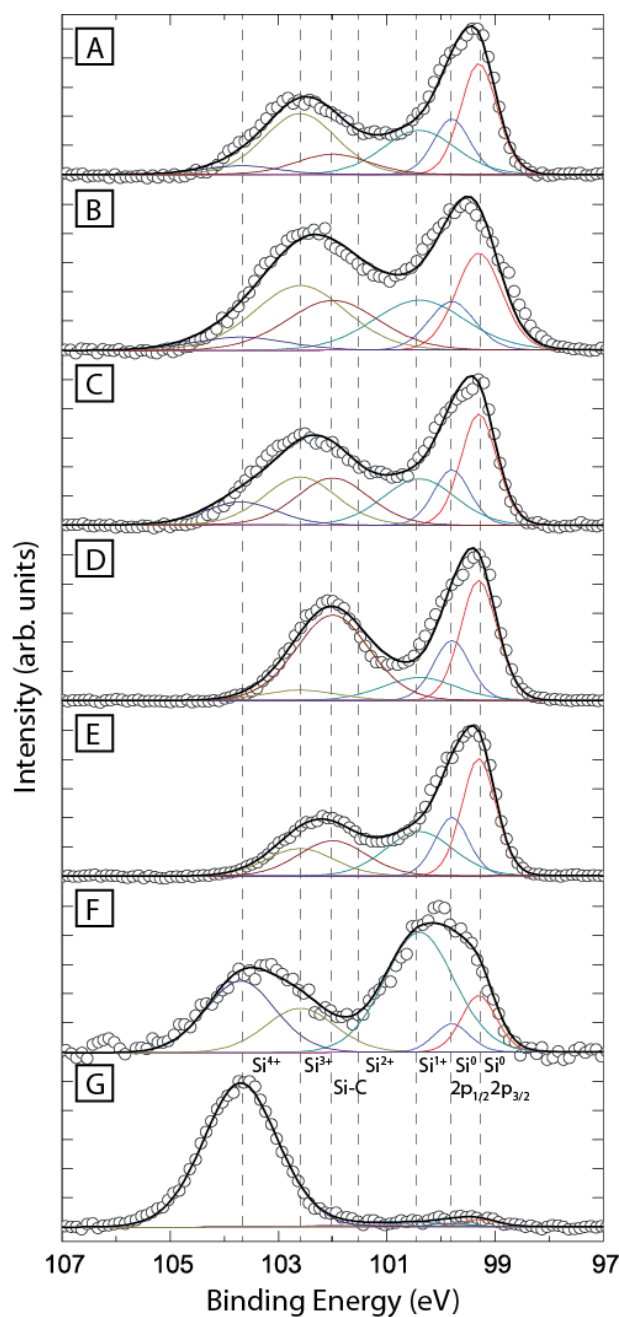 A
B
C
D
E
F
Si⁴⁺ Si³⁺ Si²⁺ Si¹⁺ Si⁰ Si⁰
Si-C 2p₁/₂ 2p₃/₂
G
107 105 103 101 99 97
Binding Energy (eV)
Intensity (arb. units)